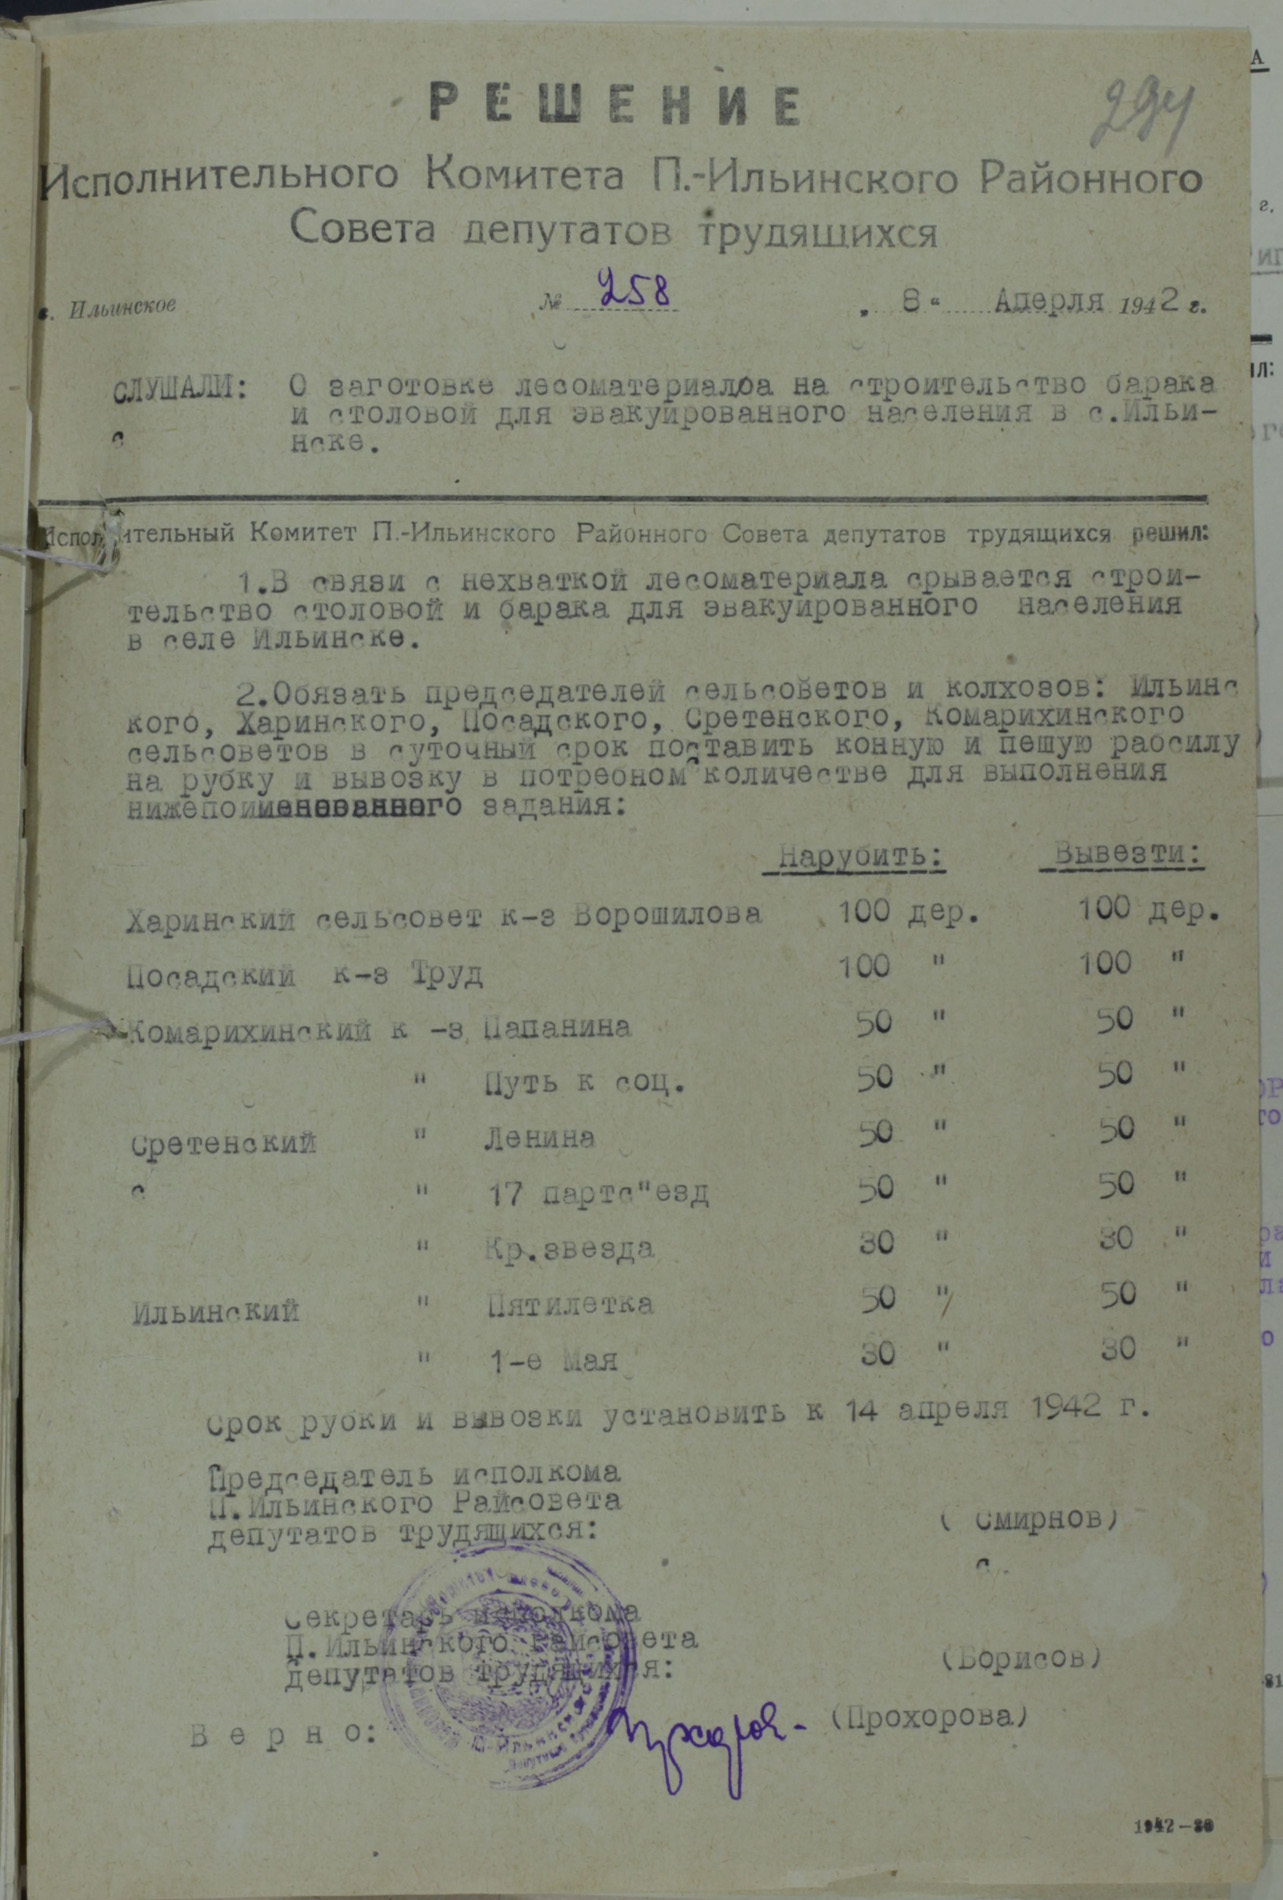 294
РЕШЕНИЕ
Исполнительного Комитета П.-Ильинского Районного
Совета депутатов трудящихся
с. Ильинское № 258 „ 8 “ Аперля 1942 г.
СЛУШАЛИ: О заготовке лесоматериалоа на строительство барака
и столовой для эвакуированного населения в с.Ильи-
с нске.
Исполнительный Комитет П.-Ильинского Районного Совета депутатов трудящихся решил:
1.В связи с нехваткой лесоматериала срывается строи-
тельство столовой и барака для эвакуированного населения
в селе Ильинске.
2.Обязать председателей сельсоветов и колхозов: Ильинс
кого, Харинского, Посадского, Сретенского, Комарихинского
сельсоветов в суточный срок поставить конную и пешую рабсилу
на рубку и вывозку в потребном количестве для выполнения
нижепоименованного задания:
Нарубить: Вывезти:
Харинский сельсовет к-з Ворошилова 100 дер. 100 дер.
Посадский к-з Труд 100 " 100 "
Комарихинский к -з Папанина 50 " 50 "
" Путь к соц. 50 " 50 "
Сретенский " Ленина 50 " 50 "
с " 17 партс"езд 50 " 50 "
" Кр.звезда 30 " 30 "
Ильинский " Пятилетка 50 " 50 "
" 1-е Мая 30 " 30 "
Срок рубки и вывозки установить к 14 апреля 1942 г.
Председатель исполкома
П.Ильинского Райсовета
депутатов трудящихся: ( Смирнов)
с
Секретарь исполкома
П.Ильинского Райсовета
депутатов трудящихся: (Борисов)
Верно: (Прохорова)
1942—20